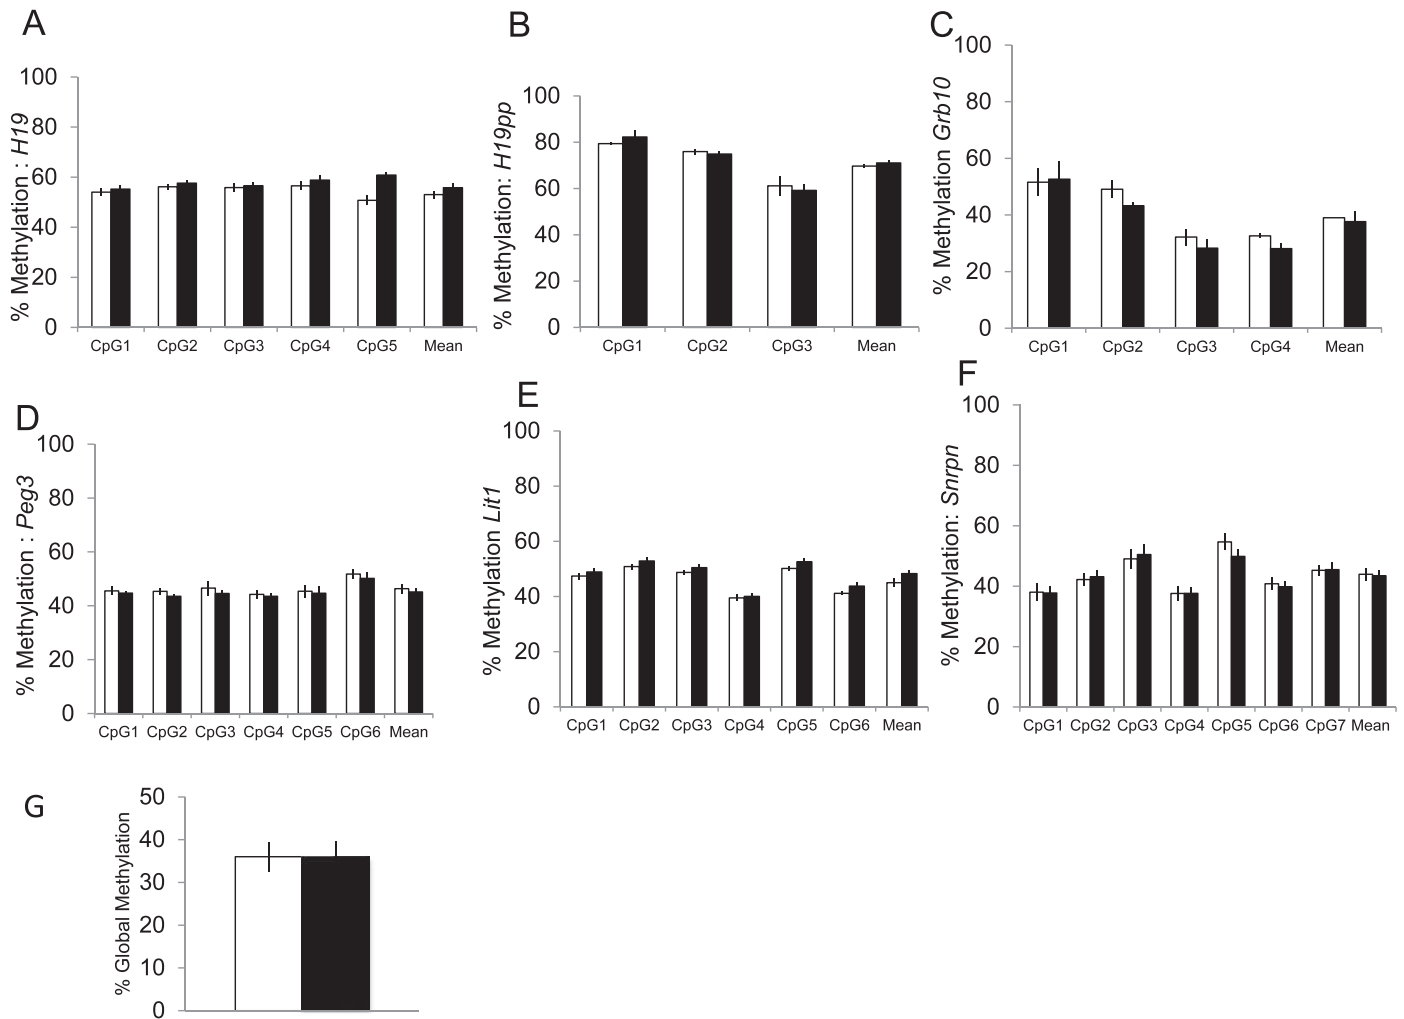 A
% Methylation : H19
100
80
60
40
20
0
CpG1 CpG2 CpG3 CpG4 CpG5 Mean
B
% Methylation: H19pp
100
80
60
40
20
0
CpG1 CpG2 CpG3 Mean
C
% Methylation Grb10
100
80
60
40
20
0
CpG1 CpG2 CpG3 CpG4 Mean
D
% Methylation : Peg3
100
80
60
40
20
0
CpG1 CpG2 CpG3 CpG4 CpG5 CpG6 Mean
E
% Methylation Lit1
100
80
60
40
20
0
CpG1 CpG2 CpG3 CpG4 CpG5 CpG6 Mean
F
% Methylation: Snrpn
100
80
60
40
20
0
CpG1 CpG2 CpG3 CpG4 CpG5 CpG6 CpG7 Mean
G
% Global Methylation
50
40
30
20
10
0